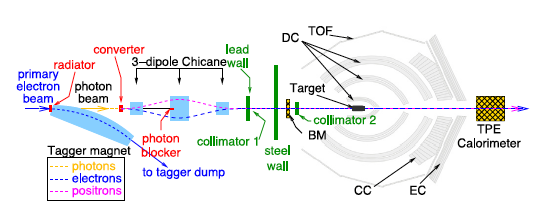 TOF
DC
converter
lead
wall
3-dipole Chicane
radiator
primary
electron
beam
photon
beam
Target
TPE
Calorimeter
photon
blocker
collimator 1
BM
collimator 2
steel
wall
Tagger magnet
to tagger dump
photons
electrons
positrons
CC
EC